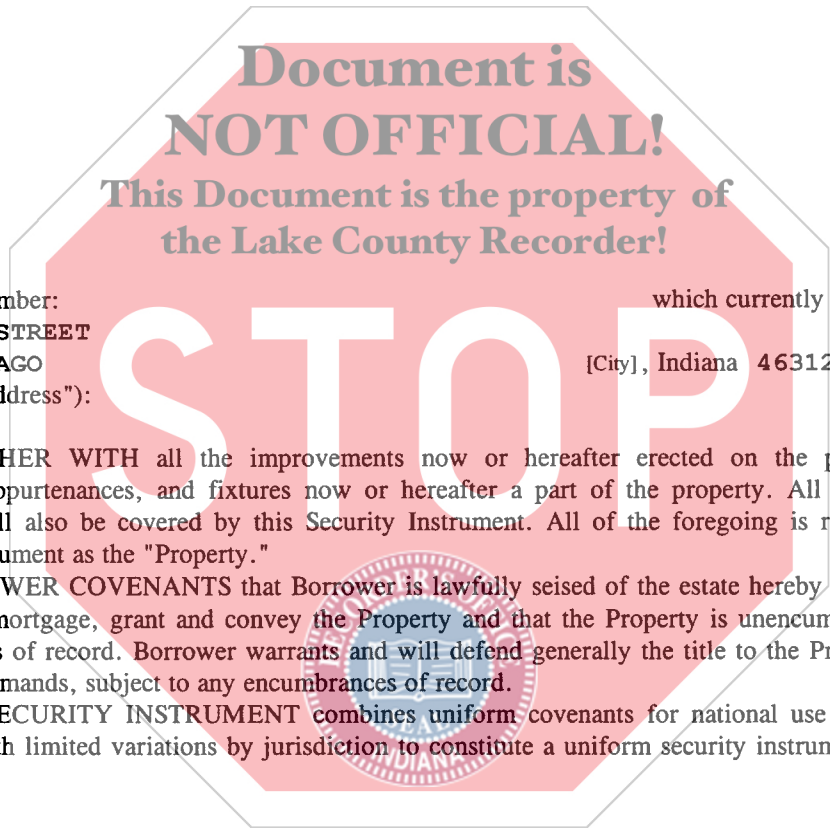 Document is
NOT OFFICIAL!
This Document is the property of
the Lake County Recorder!
mber: which currently
STREET
AGO [City], Indiana 46312
ddress"):
STOP
HER WITH all the improvements now or hereafter erected on the p
ppurtenances, and fixtures now or hereafter a part of the property. All
ll also be covered by this Security Instrument. All of the foregoing is r
ument as the "Property."
WER COVENANTS that Borrower is lawfully seised of the estate hereby
mortgage, grant and convey the Property and that the Property is unencum
s of record. Borrower warrants and will defend generally the title to the Pr
mands, subject to any encumbrances of record.
ECURITY INSTRUMENT combines uniform covenants for national use
th limited variations by jurisdiction to constitute a uniform security instrum
RECORDER'S OFFICE
SEAL
INDIANA